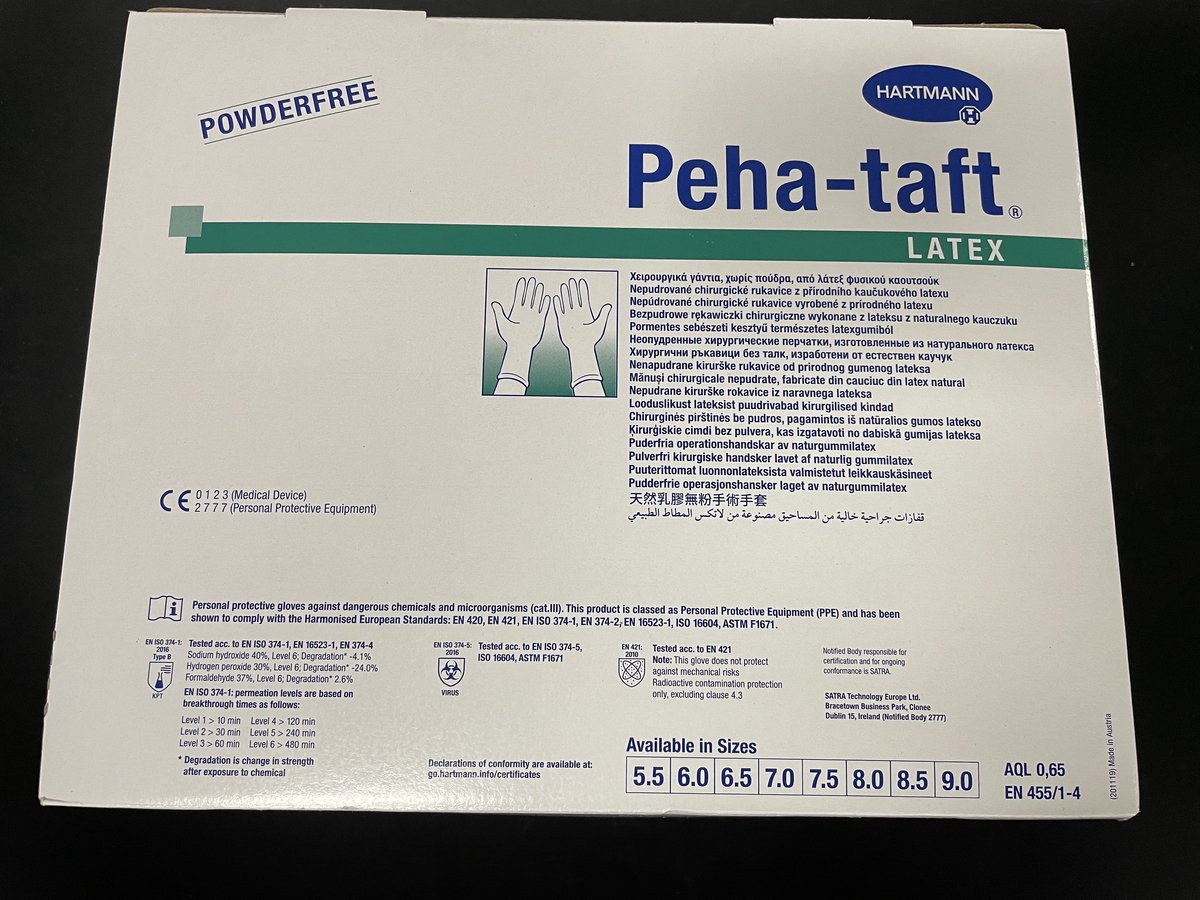 POWDERFREE
HARTMANN
Peha-taft®
LATEX
Χειρουργικά γάντια, χωρίς πούδρα, από λάτεξ φυσικού καουτσούκ
Nepudrované chirurgické rukavice z přírodního kaučukového latexu
Nepúdrované chirurgické rukavice vyrobené z prírodného latexu
Bezpudrowe rękawiczki chirurgiczne wykonane z lateksu z naturalnego kauczuku
Pormentes sebészeti kesztyű természetes latexgumiból
Неопудренные хирургические перчатки, изготовленные из натурального латекса
Хирургични ръкавици без талк, изработени от естествен каучук
Nenapudrane kirurške rukavice od prirodnog gumenog lateksa
Mănuși chirurgicale nepudrate, fabricate din cauciuc din latex natural
Nepudrane kirurške rokavice iz naravnega lateksa
Looduslikust lateksist puudrivabad kirurgilised kindad
Chirurginės pirštinės be pudros, pagamintos iš natūralios gumos latekso
Ķirurģiskie cimdi bez pulvera, kas izgatavoti no dabiskā gumijas lateksa
Puderfria operationshandskar av naturgummilatex
Pulverfri kirurgiske handsker lavet af naturlig gummilatex
Puuterittomat luonnonlateksista valmistetut leikkauskäsineet
Pudderfrie operasjonshansker laget av naturgummilatex
天然乳膠無粉手術手套
قفازات جراحية خالية من المساحيق مصنوعة من لاتكس المطاط الطبيعي
CE 0 1 2 3 (Medical Device)
2 7 7 7 (Personal Protective Equipment)
Personal protective gloves against dangerous chemicals and microorganisms (cat.III). This product is classed as Personal Protective Equipment (PPE) and has been
shown to comply with the Harmonised European Standards: EN 420, EN 421, EN ISO 374-1, EN 374-2, EN 16523-1, ISO 16604, ASTM F1671.
EN ISO 374-1:
2016
Type B
KPT
Tested acc. to EN ISO 374-1, EN 16523-1, EN 374-4
Sodium hydroxide 40%, Level 6; Degradation* -4.1%
Hydrogen peroxide 30%, Level 6; Degradation* -24.0%
Formaldehyde 37%, Level 6; Degradation* 2.6%
EN ISO 374-1: permeation levels are based on
breakthrough times as follows:
Level 1 > 10 min Level 4 > 120 min
Level 2 > 30 min Level 5 > 240 min
Level 3 > 60 min Level 6 > 480 min
* Degradation is change in strength
after exposure to chemical
EN ISO 374-5:
2016
VIRUS
Tested acc. to EN ISO 374-5,
ISO 16604, ASTM F1671
Declarations of conformity are available at:
go.hartmann.info/certificates
EN 421:
2010
Tested acc. to EN 421
Note: This glove does not protect
against mechanical risks
Radioactive contamination protection
only, excluding clause 4.3
Notified Body responsible for
certification and for ongoing
conformance is SATRA.
SATRA Technology Europe Ltd.
Bracetown Business Park, Clonee
Dublin 15, Ireland (Notified Body 2777)
Available in Sizes
5.5 6.0 6.5 7.0 7.5 8.0 8.5 9.0
AQL 0,65
EN 455/1-4
(201119) Made in Austria